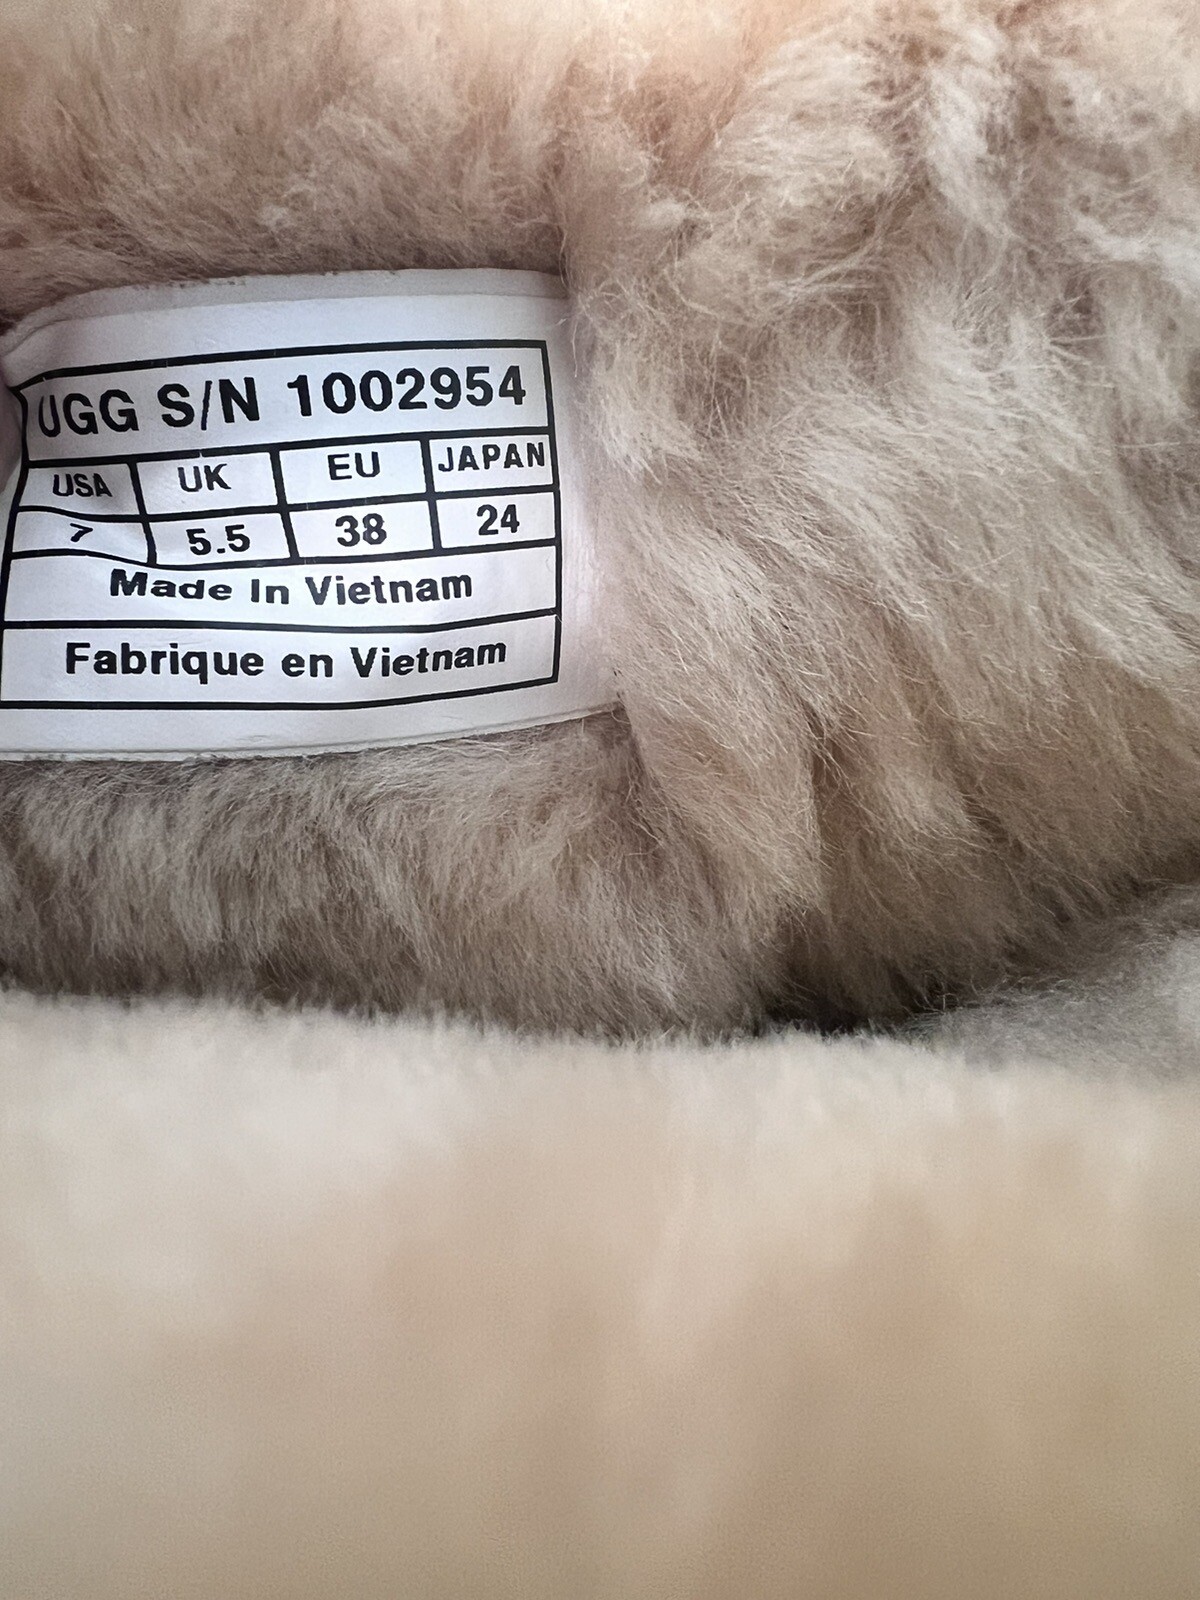 UGG S/N 1002954
USA UK EU JAPAN
7 5.5 38 24
Made In Vietnam
Fabrique en Vietnam